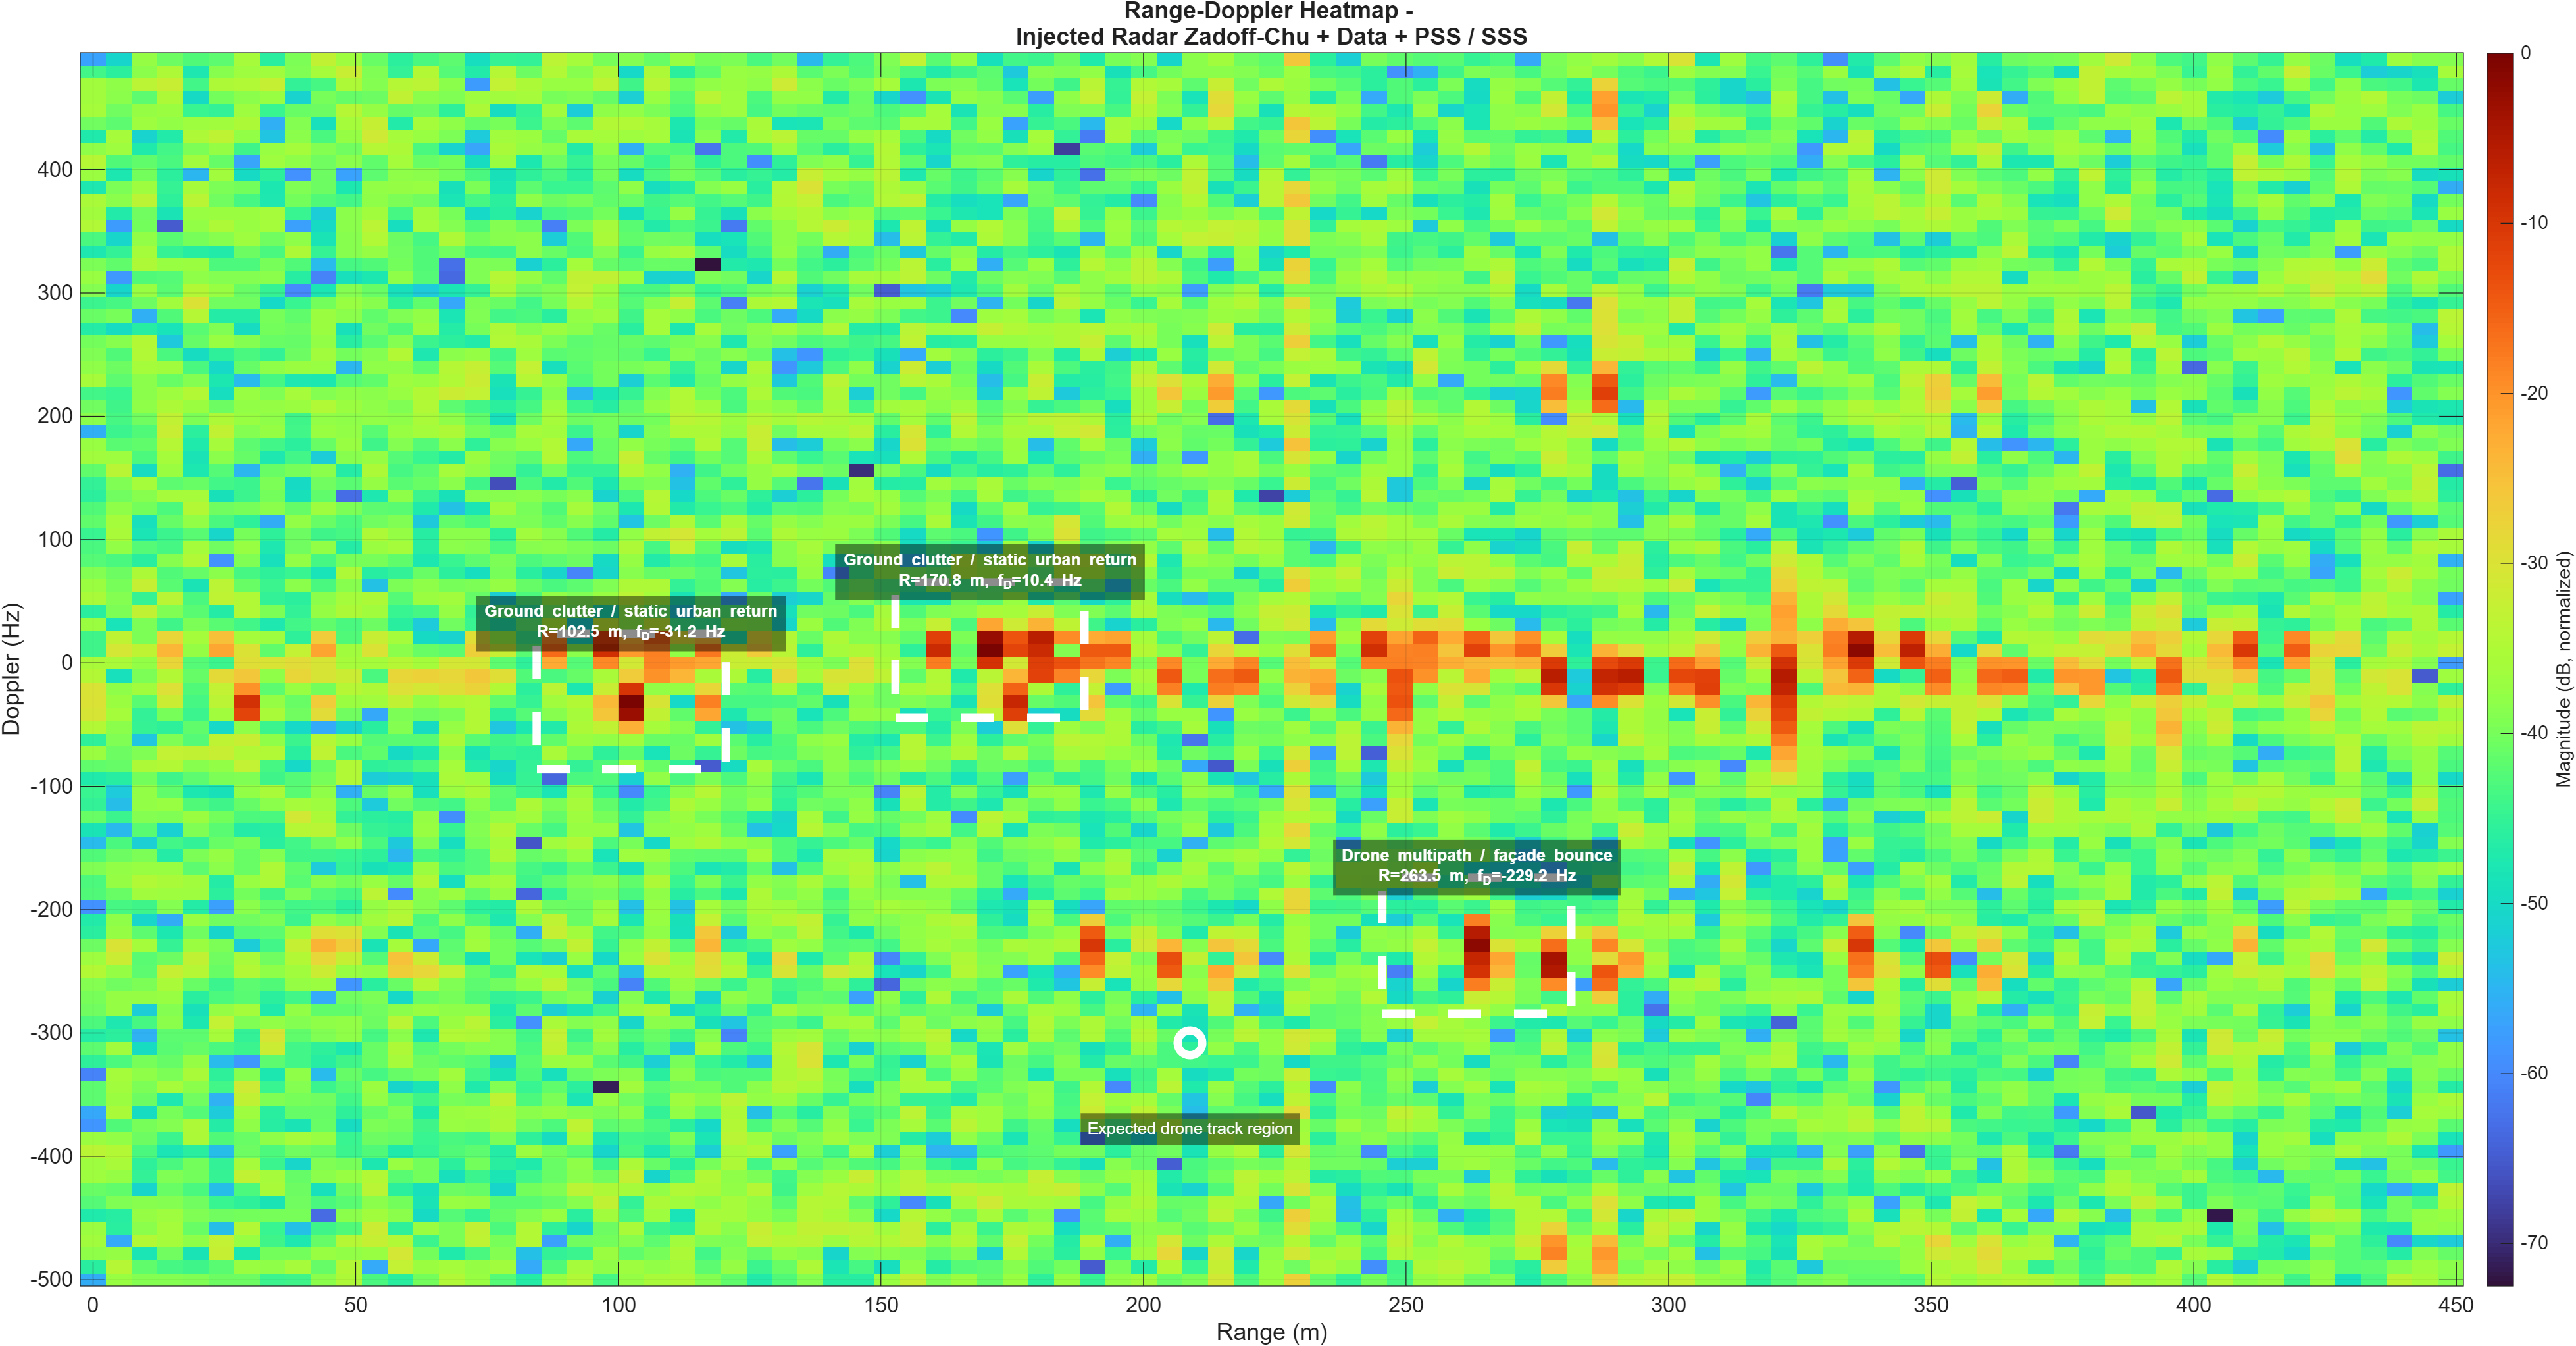 Range-Doppler Heatmap -
Injected Radar Zadoff-Chu + Data + PSS / SSS
Doppler (Hz)
400
300
200
100
0
-100
-200
-300
-400
-500
Ground clutter / static urban return
R=170.8 m, fD=10.4 Hz
Ground clutter / static urban return
R=102.5 m, fD=-31.2 Hz
Drone multipath / façade bounce
R=263.5 m, fD=-229.2 Hz
Expected drone track region
0 50 100 150 200 250 300 350 400 450
Range (m)
0
-10
-20
-30
-40
-50
-60
-70
Magnitude (dB, normalized)